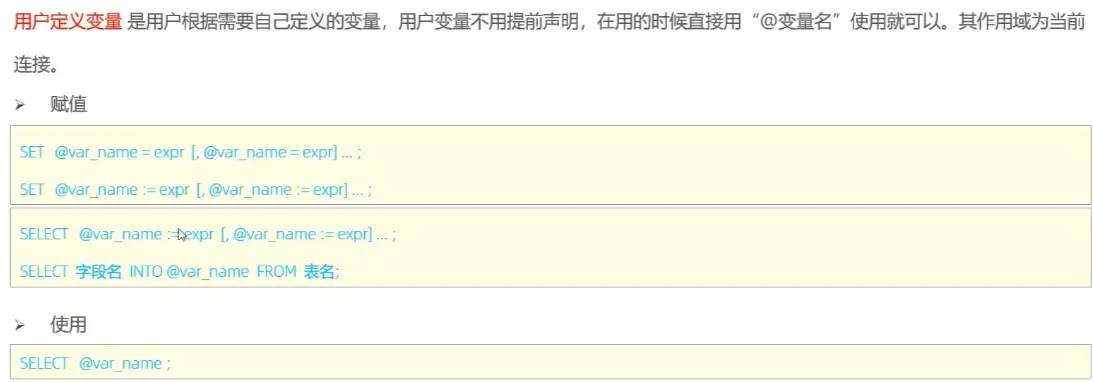 用户定义变量 是用户根据需要自己定义的变量，用户变量不用提前声明，在用的时候直接用“@变量名”使用就可以。其作用域为当前
连接。
➢ 赋值
SET @var_name = expr [, @var_name = expr] ... ;
SET @var_name := expr [, @var_name := expr] ... ;
SELECT @var_name := expr [, @var_name := expr] ... ;
SELECT 字段名 INTO @var_name FROM 表名;
➢ 使用
SELECT @var_name ;